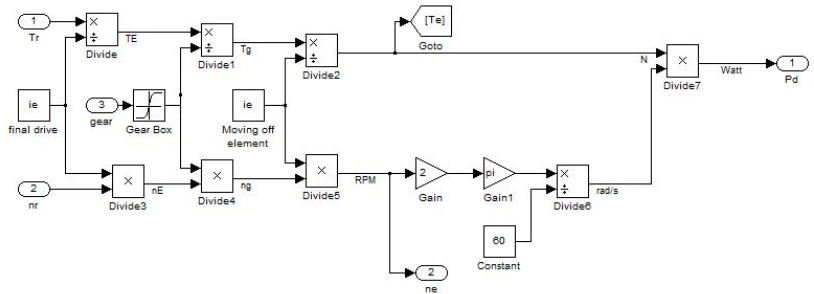 1
Tr
×
÷
Divide
TE
×
÷
Divide1
Tg
×
÷
Divide2
[Te]
Goto
N
×
Divide7
Watt
1
Pd
ie
final drive
3
gear
Gear Box
ie
Moving off
element
2
nr
×
Divide3
nE
×
Divide4
ng
×
Divide5
RPM
2
Gain
pi
Gain1
×
÷
Divide6
rad/s
60
Constant
2
ne